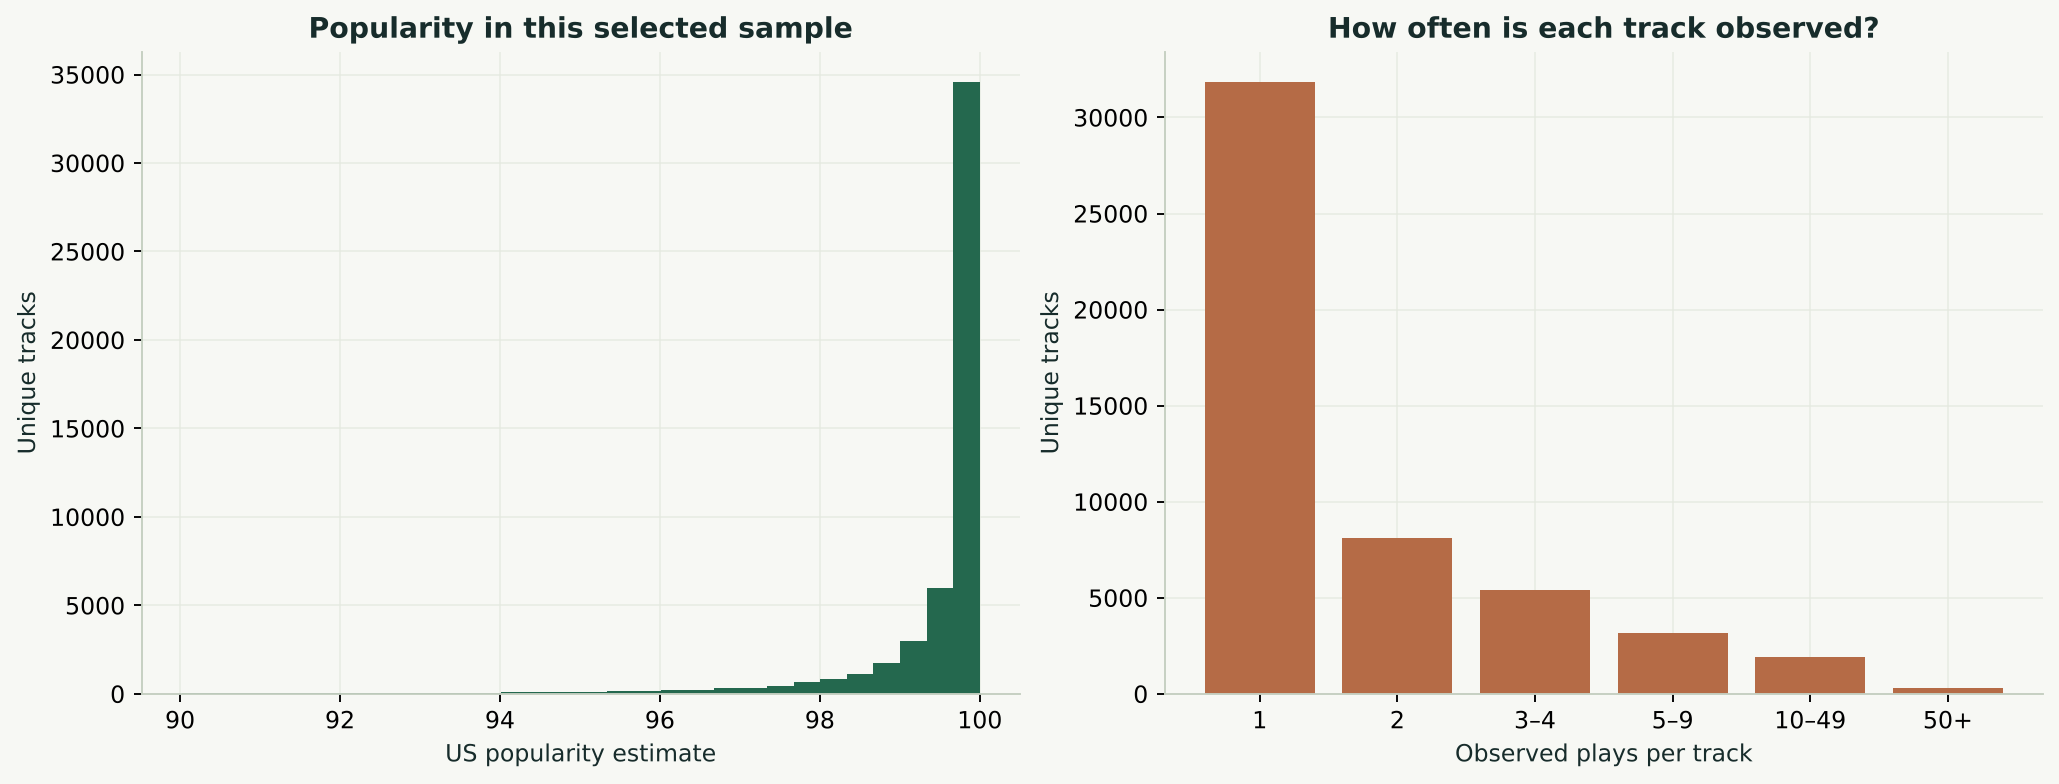 Popularity in this selected sample
Unique tracks
35000
30000
25000
20000
15000
10000
5000
0
90 92 94 96 98 100
US popularity estimate
How often is each track observed?
Unique tracks
30000
25000
20000
15000
10000
5000
0
1 2 3–4 5–9 10–49 50+
Observed plays per track